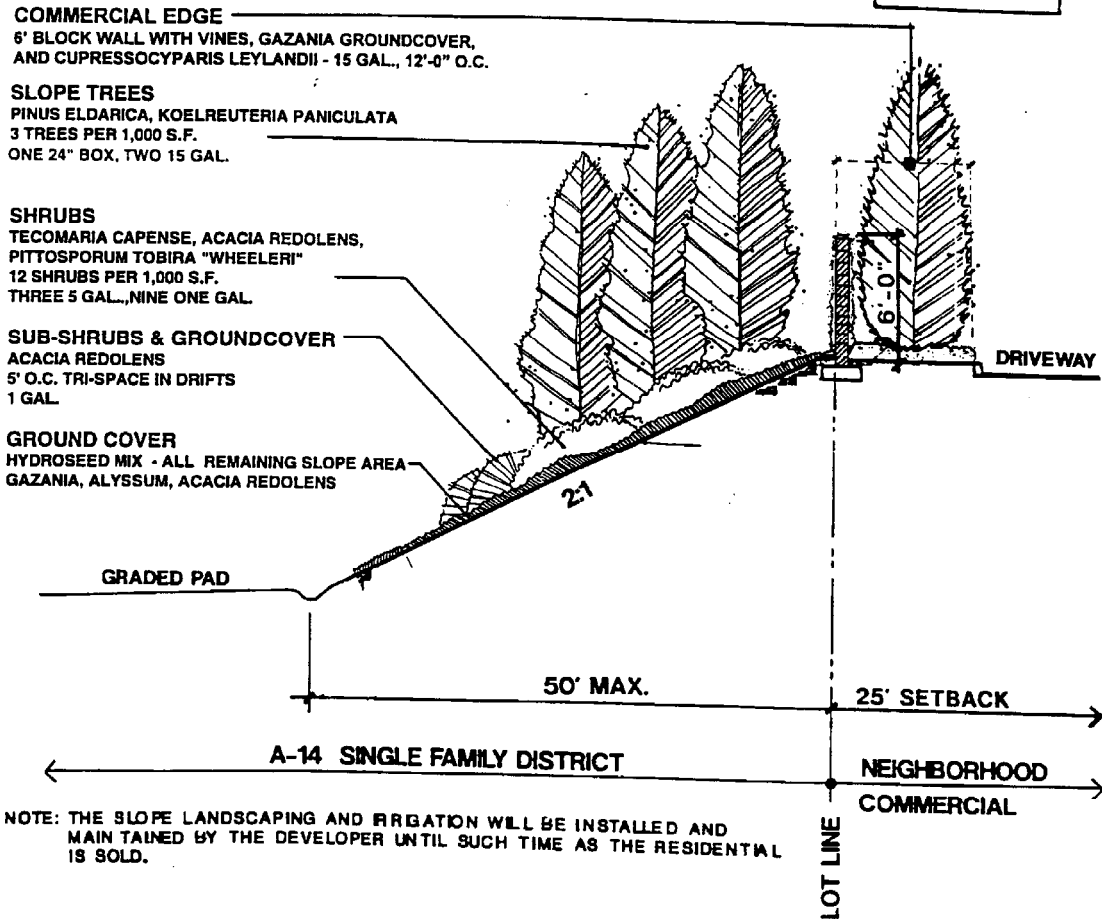 COMMERCIAL EDGE
6' BLOCK WALL WITH VINES, GAZANIA GROUNDCOVER,
AND CUPRESSOCYPARIS LEYLANDII - 15 GAL., 12'-0" O.C.
SLOPE TREES
PINUS ELDARICA, KOELREUTERIA PANICULATA
3 TREES PER 1,000 S.F.
ONE 24" BOX, TWO 15 GAL.
SHRUBS
TECOMARIA CAPENSE, ACACIA REDOLENS,
PITTOSPORUM TOBIRA "WHEELERI"
12 SHRUBS PER 1,000 S.F.
THREE 5 GAL.,NINE ONE GAL.
SUB-SHRUBS & GROUNDCOVER
ACACIA REDOLENS
5' O.C. TRI-SPACE IN DRIFTS
1 GAL.
GROUND COVER
HYDROSEED MIX - ALL REMAINING SLOPE AREA
GAZANIA, ALYSSUM, ACACIA REDOLENS
6'-0"
DRIVEWAY
2:1
GRADED PAD
50' MAX.
25' SETBACK
A-14 SINGLE FAMILY DISTRICT
NEIGHBORHOOD
COMMERCIAL
LOT LINE
NOTE: THE SLOPE LANDSCAPING AND IRRIGATION WILL BE INSTALLED AND
MAIN TAINED BY THE DEVELOPER UNTIL SUCH TIME AS THE RESIDENTIAL
IS SOLD.